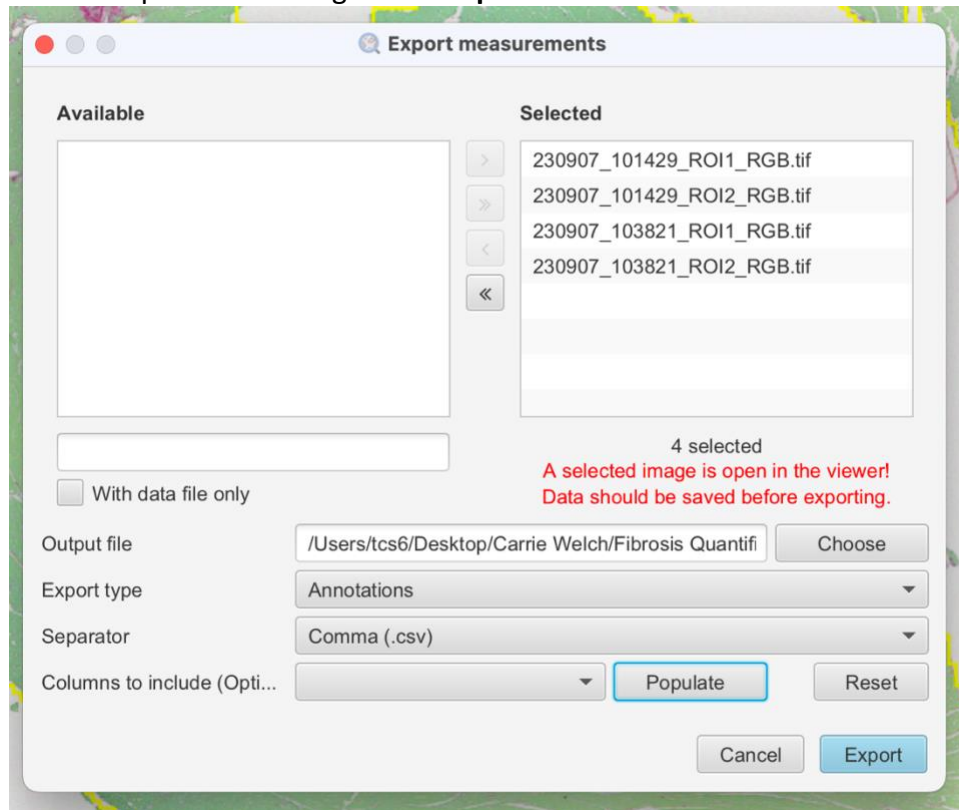 Export measurements
Available
Selected
230907_101429_ROI1_RGB.tif
230907_101429_ROI2_RGB.tif
230907_103821_ROI1_RGB.tif
230907_103821_ROI2_RGB.tif
>
»
<
«
4 selected
A selected image is open in the viewer!
Data should be saved before exporting.
With data file only
Output file /Users/tcs6/Desktop/Carrie Welch/Fibrosis Quantifi Choose
Export type Annotations
Separator Comma (.csv)
Columns to include (Opti... Populate Reset
Cancel Export